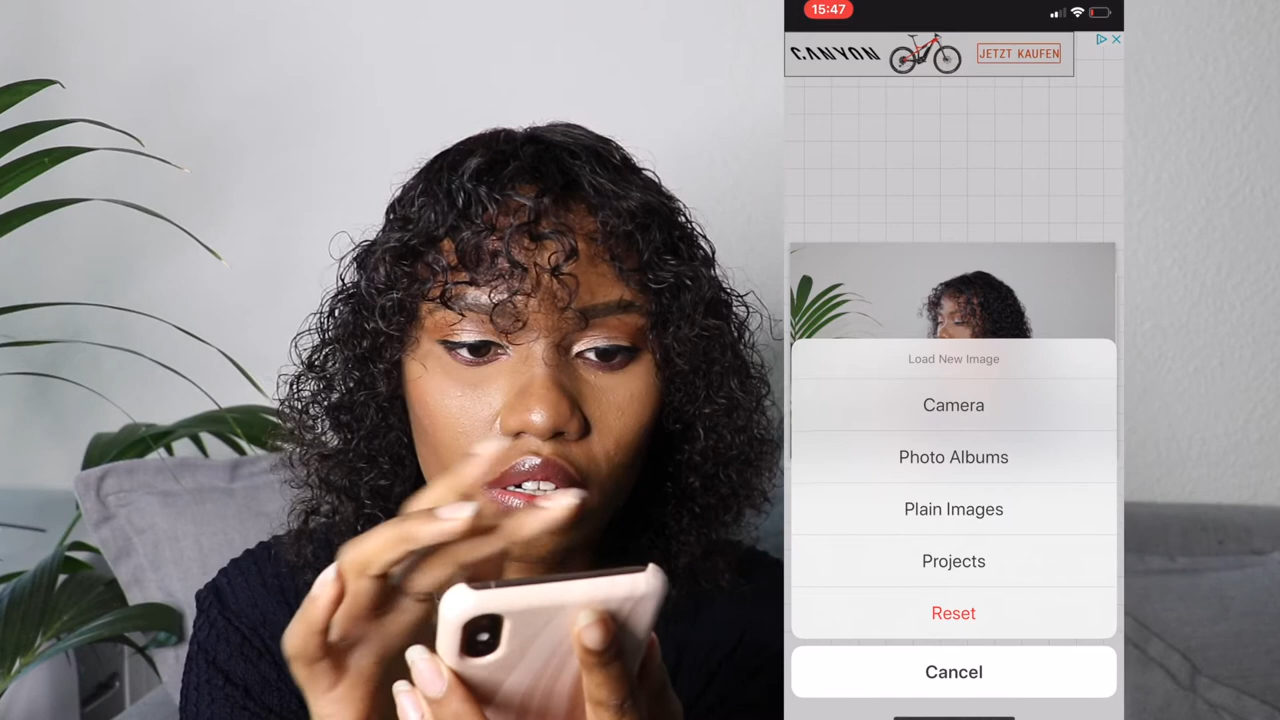 15:47
CANYON JETZT KAUFEN
Load New Image
Camera
Photo Albums
Plain Images
Projects
Reset
Cancel